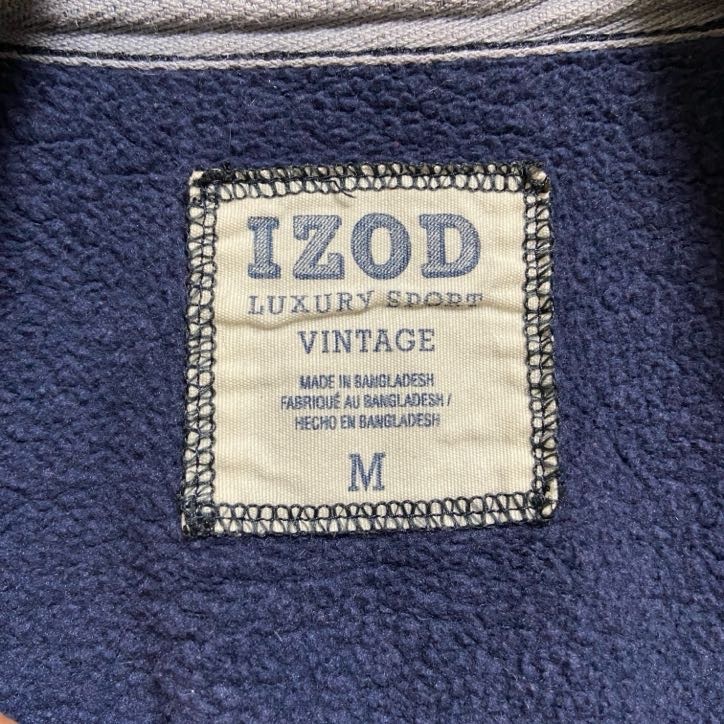 IZOD
LUXURY SPORT
VINTAGE
MADE IN BANGLADESH
FABRIQUÉ AU BANGLADESH /
HECHO EN BANGLADESH
M